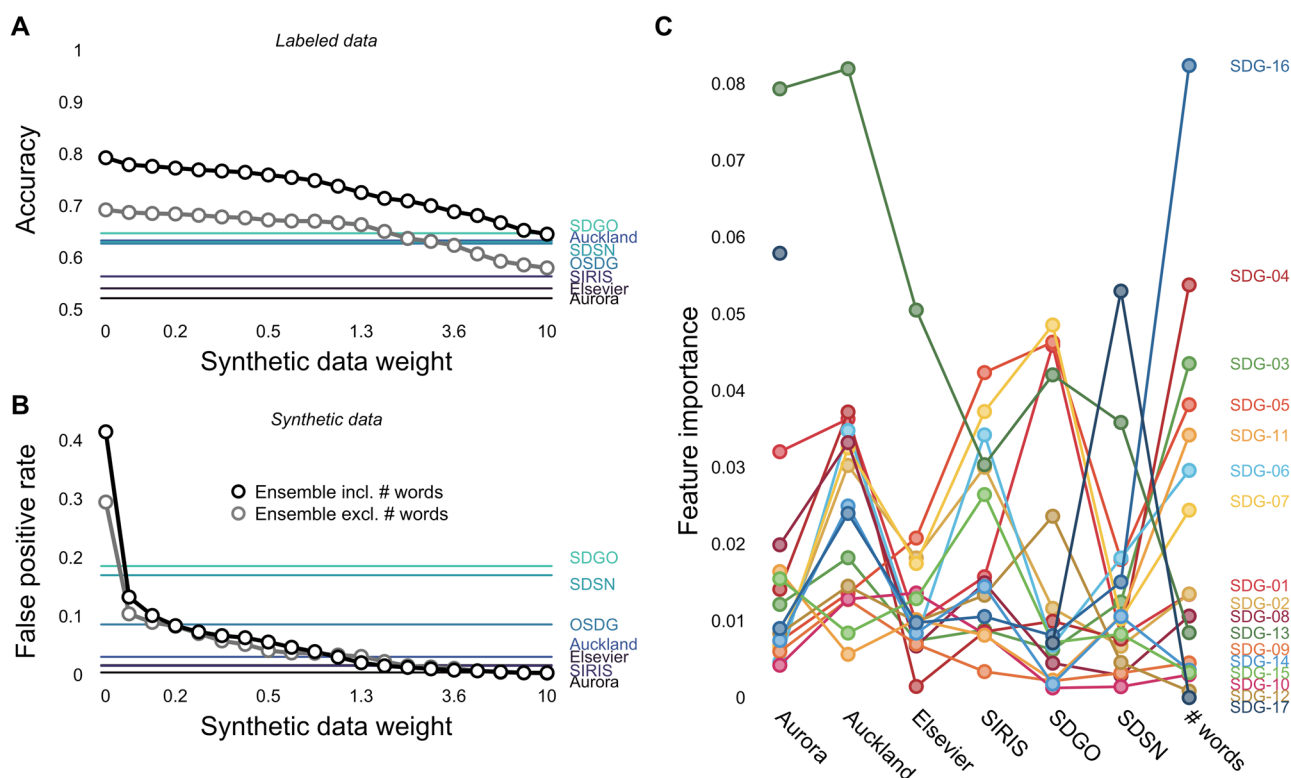 A
Labeled data
Accuracy
1
0.9
0.8
0.7
0.6
0.5
SDGO
Auckland
SDSN
OSDG
SIRIS
Elsevier
Aurora
0 0.2 0.5 1.3 3.6 10
Synthetic data weight
B
Synthetic data
False positive rate
0.4
0.3
0.2
0.1
0
Ensemble incl. # words
Ensemble excl. # words
SDGO
SDSN
OSDG
Auckland
Elsevier
SIRIS
Aurora
0 0.2 0.5 1.3 3.6 10
Synthetic data weight
C
Feature importance
0.08
0.07
0.06
0.05
0.04
0.03
0.02
0.01
0
SDG-16
SDG-04
SDG-03
SDG-05
SDG-11
SDG-06
SDG-07
SDG-01
SDG-02
SDG-08
SDG-13
SDG-09
SDG-14
SDG-15
SDG-10
SDG-12
SDG-17
Aurora
Auckland
Elsevier
SIRIS
SDGO
SDSN
# words